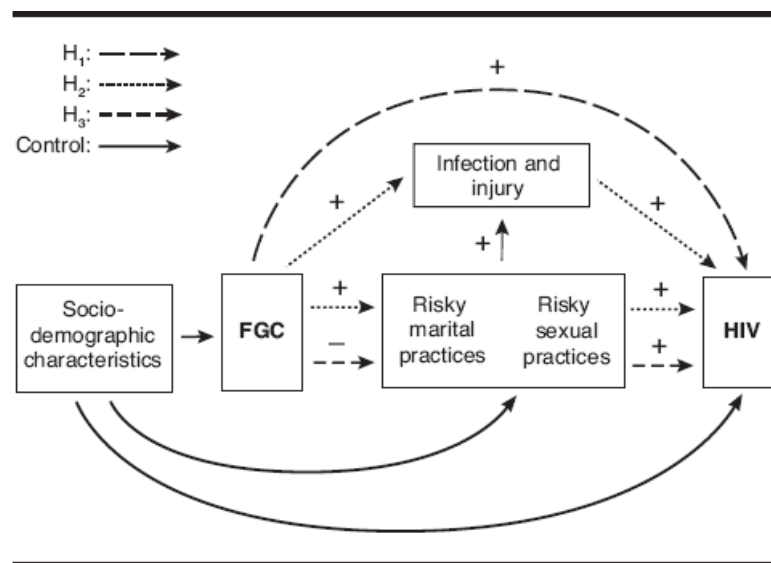 H1:
H2:
H3:
Control:
+
Infection and
injury
+
+
+
Socio-
demographic
characteristics
FGC
+
–
Risky
marital
practices
Risky
sexual
practices
+
+
HIV